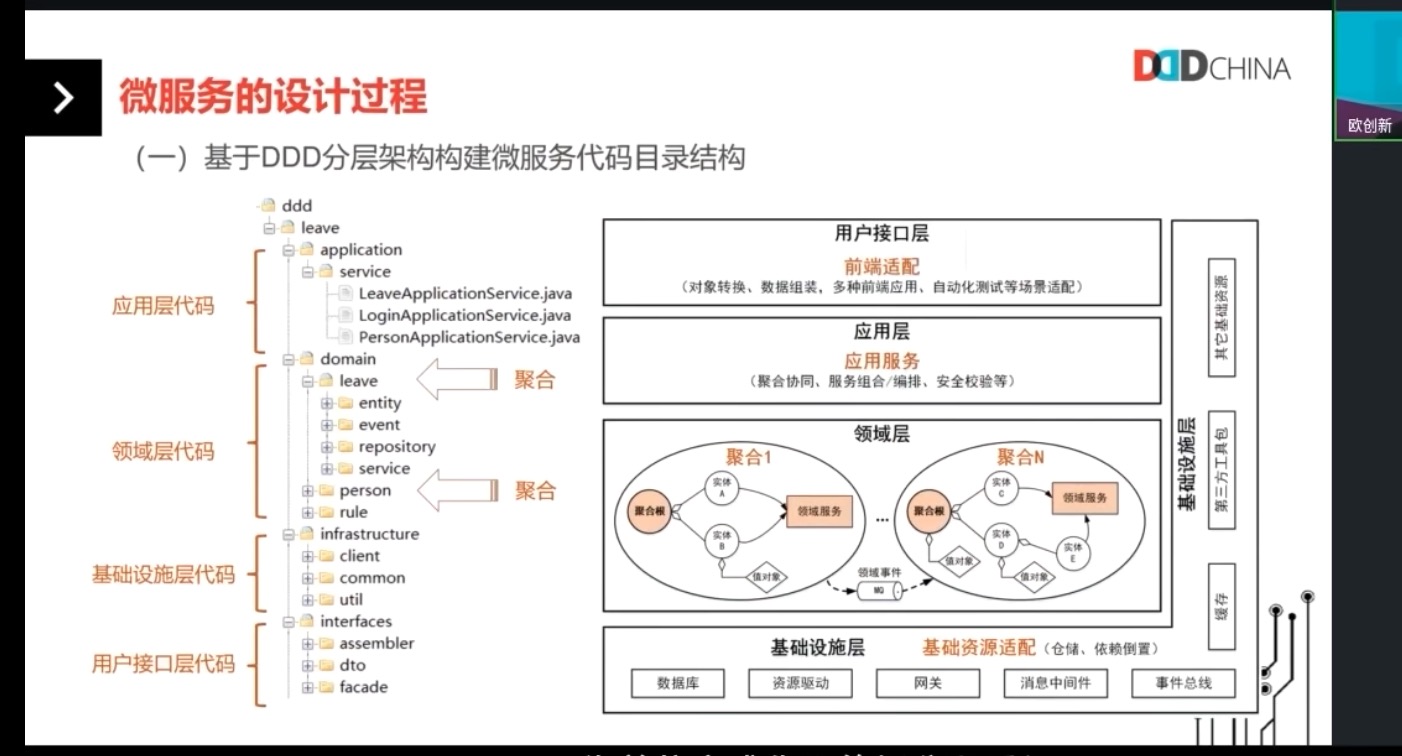 DDDCHINA
欧创新
微服务的设计过程
（一）基于DDD分层架构构建微服务代码目录结构
ddd
leave
application
service
LeaveApplicationService.java
LoginApplicationService.java
PersonApplicationService.java
应用层代码
domain
leave
聚合
entity
event
repository
service
领域层代码
person
聚合
rule
infrastructure
client
common
util
基础设施层代码
interfaces
assembler
dto
facade
用户接口层代码
用户接口层
前端适配
（对象转换、数据组装，多种前端应用、自动化测试等场景适配）
应用层
应用服务
（聚合协同、服务组合/编排、安全校验等）
领域层
聚合1
聚合根
实体
A
实体
B
领域服务
值对象
...
领域事件
MQ
聚合N
聚合根
实体
C
实体
D
实体
E
领域服务
值对象
值对象
基础设施层
其它基础资源
第三方工具包
缓存
基础设施层
基础资源适配（仓储、依赖倒置）
数据库
资源驱动
网关
消息中间件
事件总线